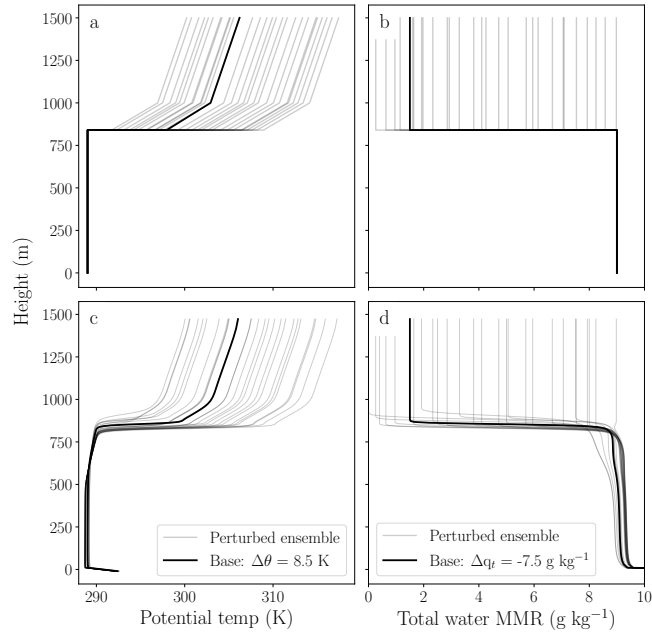 a
b
1500
1250
1000
750
500
250
0
Height (m)
c
d
1500
1250
1000
750
500
250
0
Perturbed ensemble
Base: Δθ = 8.5 K
Perturbed ensemble
Base: Δq_t = -7.5 g kg⁻¹
290
300
310
0
2
4
6
8
10
Potential temp (K)
Total water MMR (g kg⁻¹)